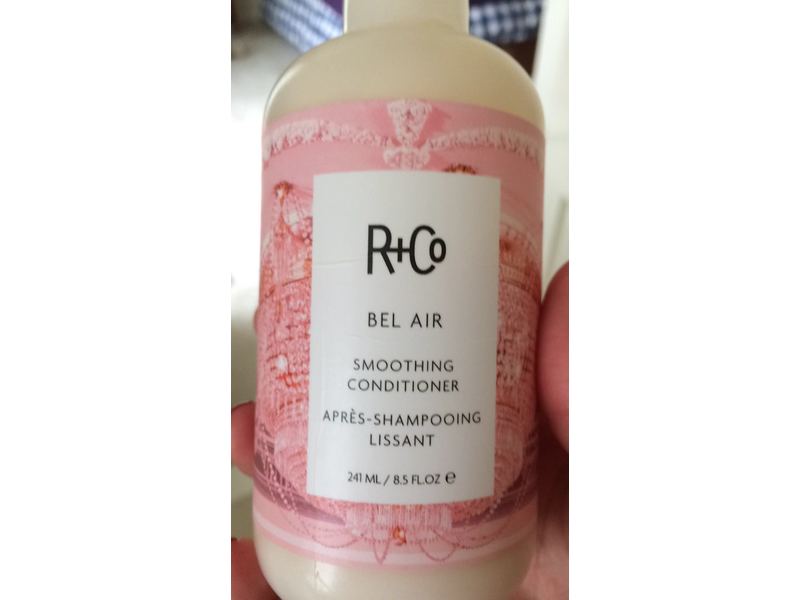 R+Co
BEL AIR
SMOOTHING
CONDITIONER
APRÈS-SHAMPOOING
LISSANT
241 ML / 8.5 FL.OZ ℮